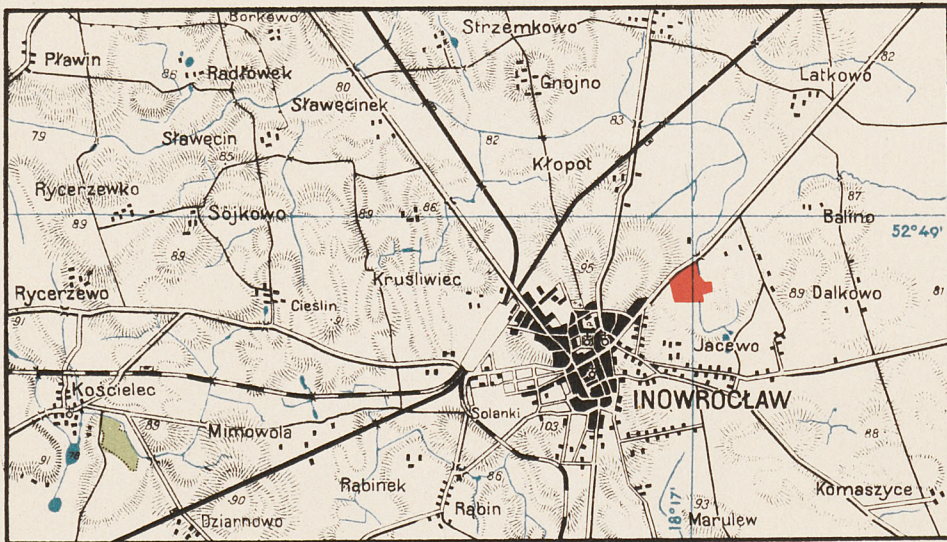 Borkowo
Strzemkowo
Pławin
86
Radłówek
82
Gnojno
Latkowo
80
Sławęcinek
83
79
Sławęcin
82
85
Kłopot
Rycerzewko
87
89
Sójkowo
89
86
Balino
52°49'
89
95
Kruśliwiec
Rycerzewo
Cieślin
89
Dalkowo
81
91
91
Jacewo
Kościelec
INOWROCŁAW
Solanki
89
Mimowola
103
88
91
78
Rąbinek
86
Komaszyce
90
Rąbin
18°17'
93
Dziannowo
Marulew